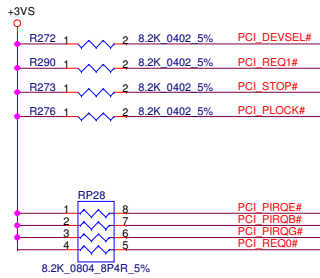 +3VS
R272 1 2 8.2K_0402_5% PCI_DEVSEL#
R290 1 2 8.2K_0402_5% PCI_REQ1#
R273 1 2 8.2K_0402_5% PCI_STOP#
R276 1 2 8.2K_0402_5% PCI_PLOCK#
RP28
1 8 PCI_PIRQE#
2 7 PCI_PIRQB#
3 6 PCI_PIRQG#
4 5 PCI_REQ0#
8.2K_0804_8P4R_5%